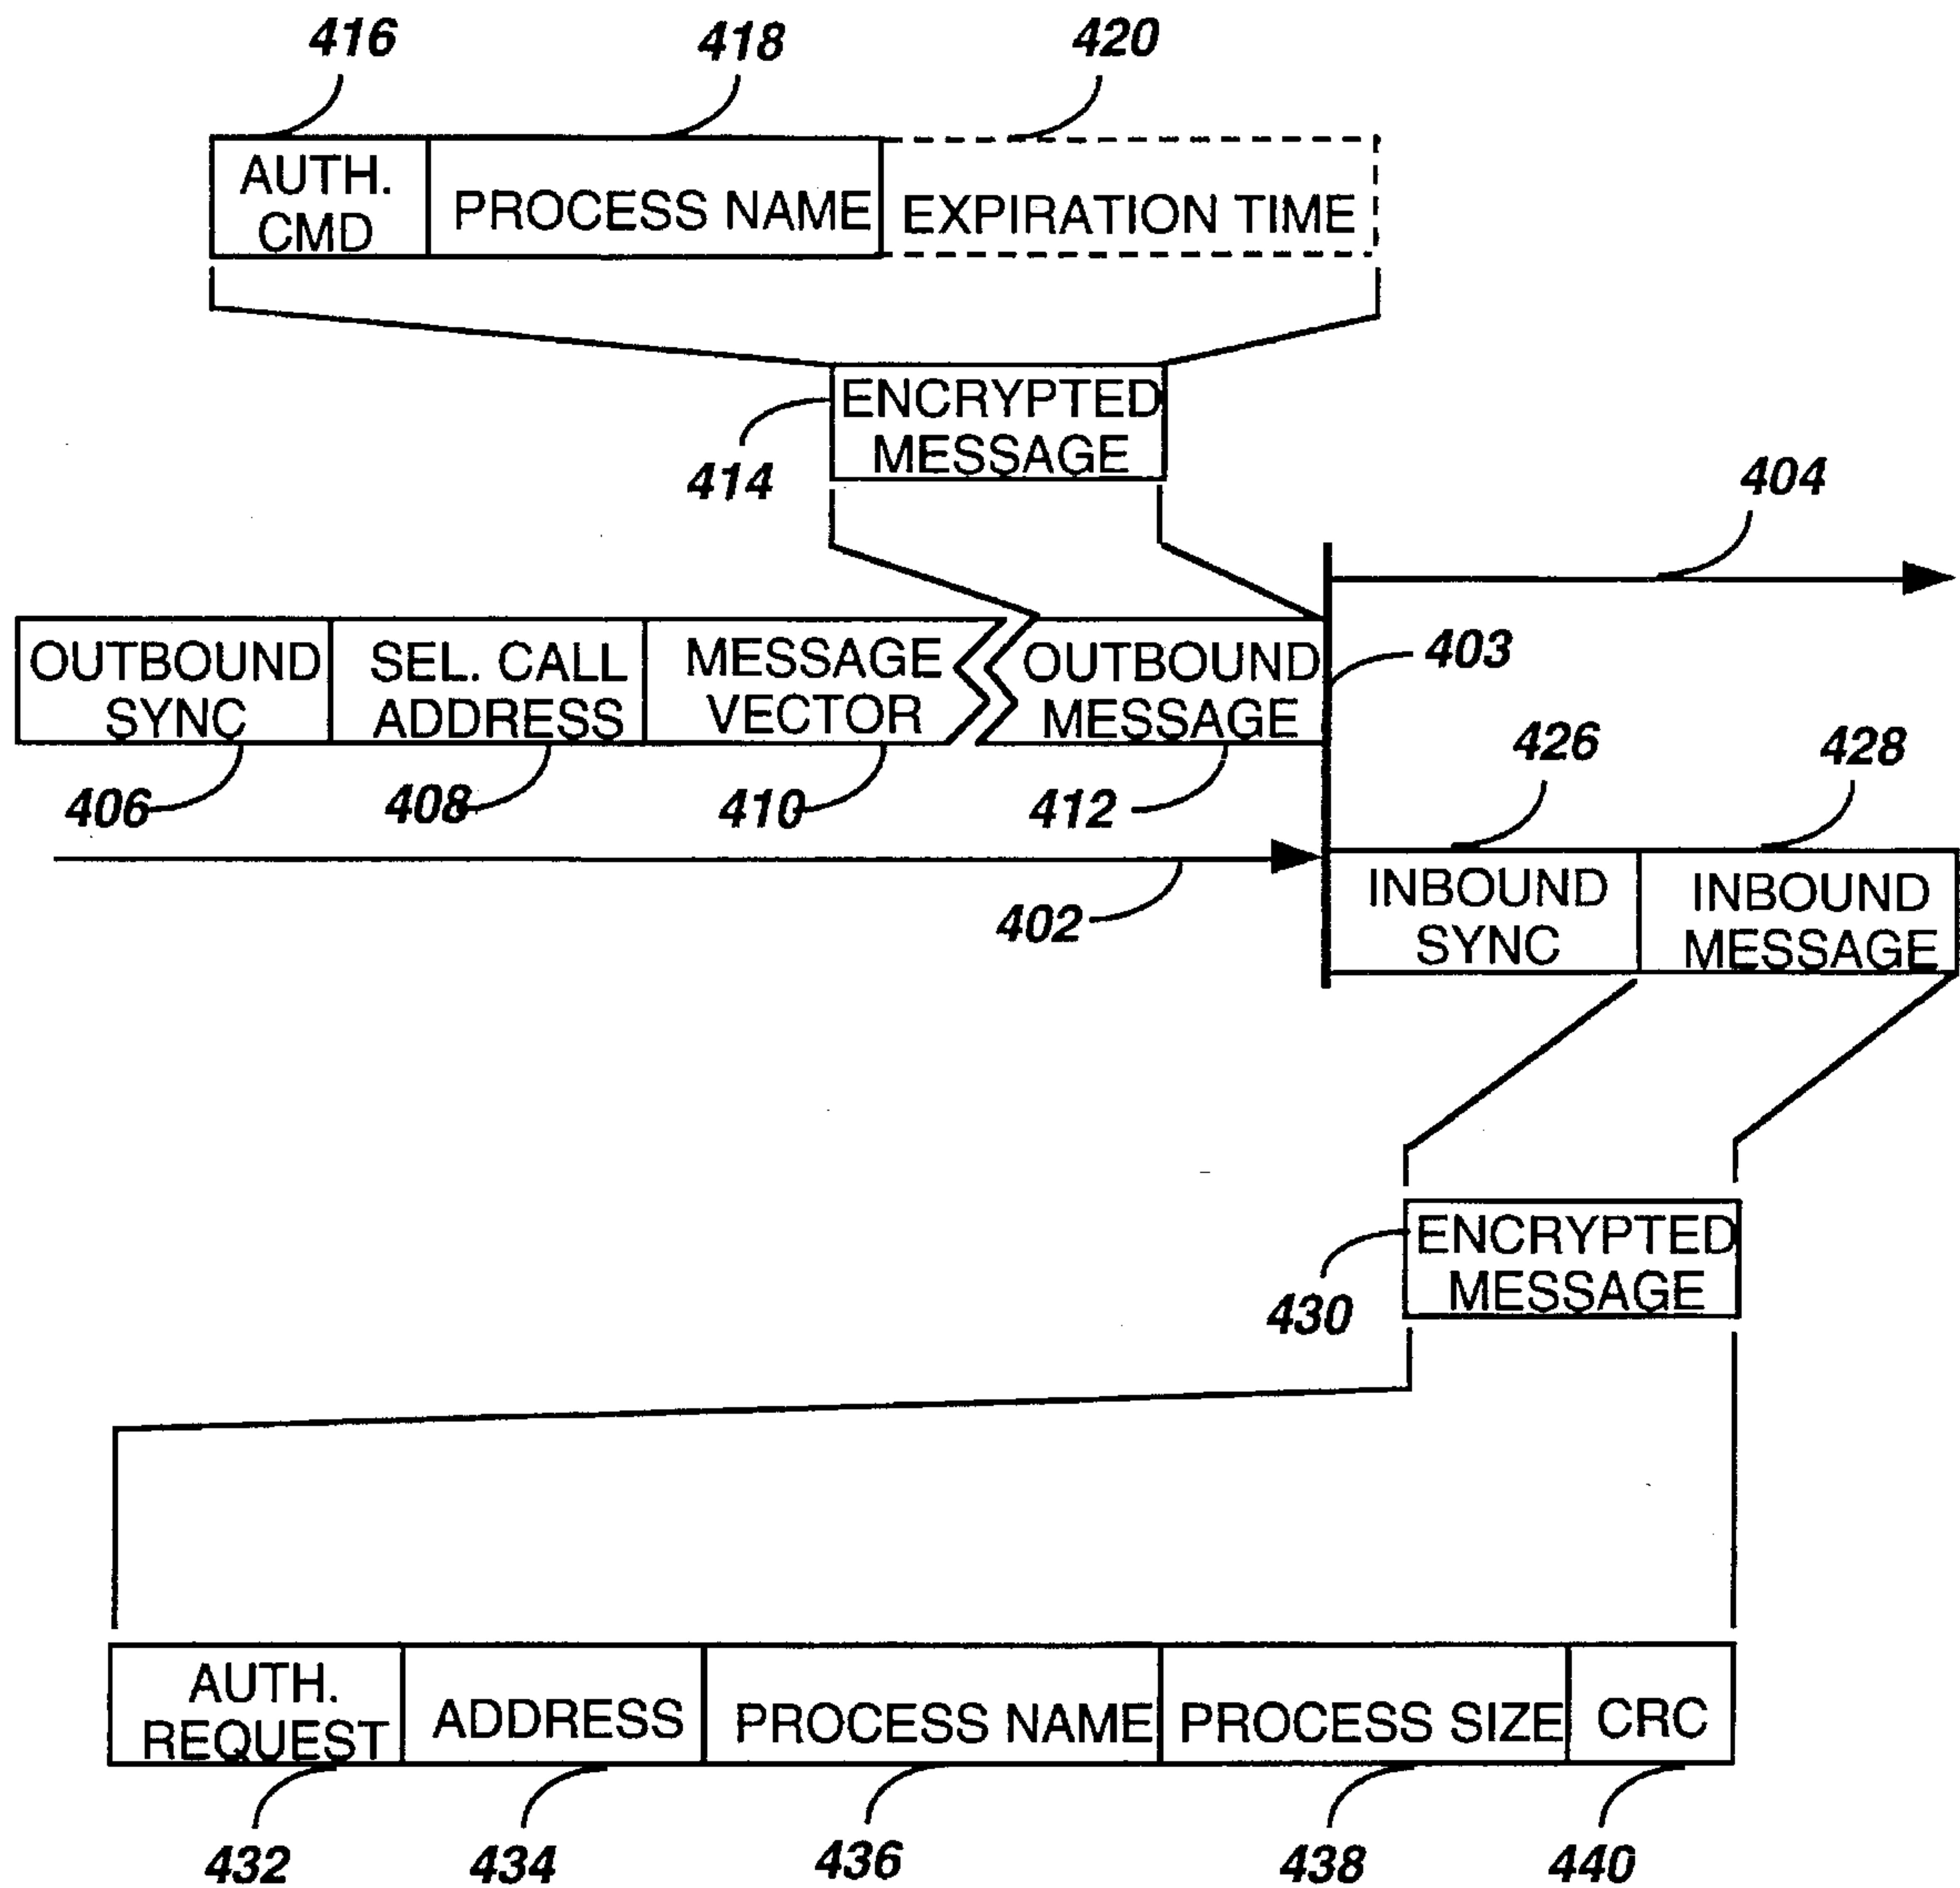 416
418
420
AUTH.
CMD
PROCESS NAME
EXPIRATION TIME
ENCRYPTED
MESSAGE
414
404
OUTBOUND
SYNC
SEL. CALL
ADDRESS
MESSAGE
VECTOR
OUTBOUND
MESSAGE
403
406
408
410
412
426
428
402
INBOUND
SYNC
INBOUND
MESSAGE
ENCRYPTED
MESSAGE
430
AUTH.
REQUEST
ADDRESS
PROCESS NAME
PROCESS SIZE
CRC
432
434
436
438
440